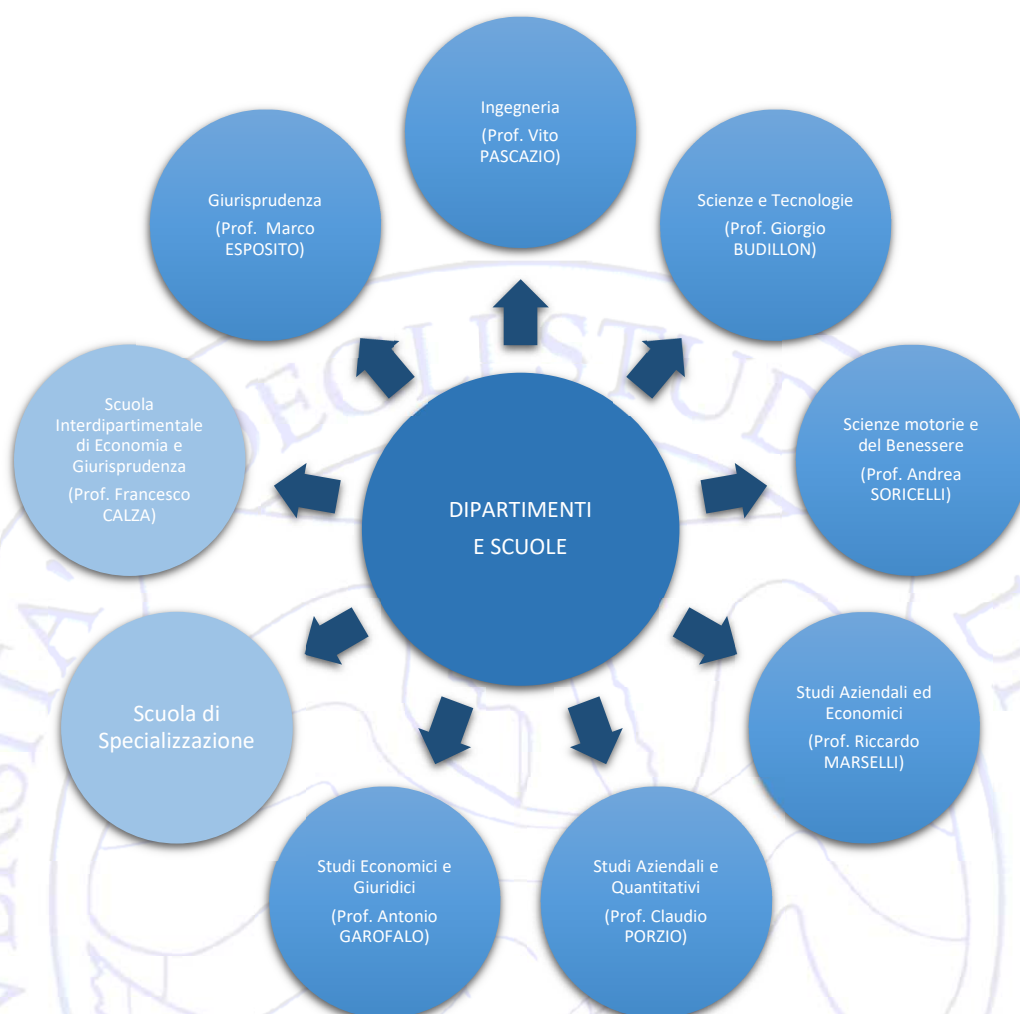 Ingegneria
(Prof. Vito
PASCAZIO)
Scienze e Tecnologie
(Prof. Giorgio
BUDILLON)
Scienze motorie e
del Benessere
(Prof. Andrea
SORICELLI)
Studi Aziendali ed
Economici
(Prof. Riccardo
MARSELLI)
Studi Aziendali e
Quantitativi
(Prof. Claudio
PORZIO)
Studi Economici e
Giuridici
(Prof. Antonio
GAROFALO)
Scuola di
Specializzazione
Scuola
Interdipartimentale
di Economia e
Giurisprudenza
(Prof. Francesco
CALZA)
Giurisprudenza
(Prof. Marco
ESPOSITO)
DIPARTIMENTI
E SCUOLE
DEGLI STUDI